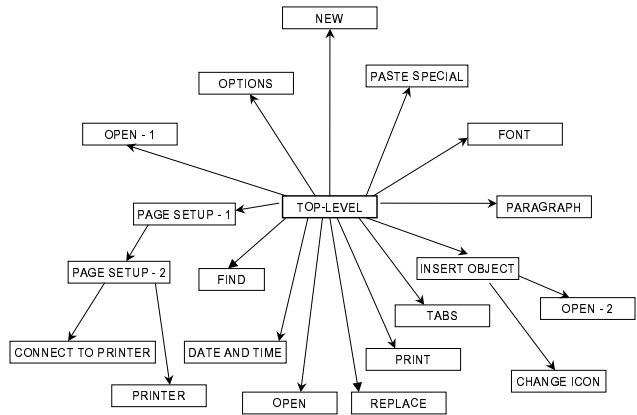 NEW
PASTE SPECIAL
OPTIONS
OPEN - 1
FONT
TOP-LEVEL
PARAGRAPH
PAGE SETUP - 1
PAGE SETUP - 2
FIND
INSERT OBJECT
OPEN - 2
TABS
CONNECT TO PRINTER
DATE AND TIME
PRINT
CHANGE ICON
PRINTER
OPEN
REPLACE